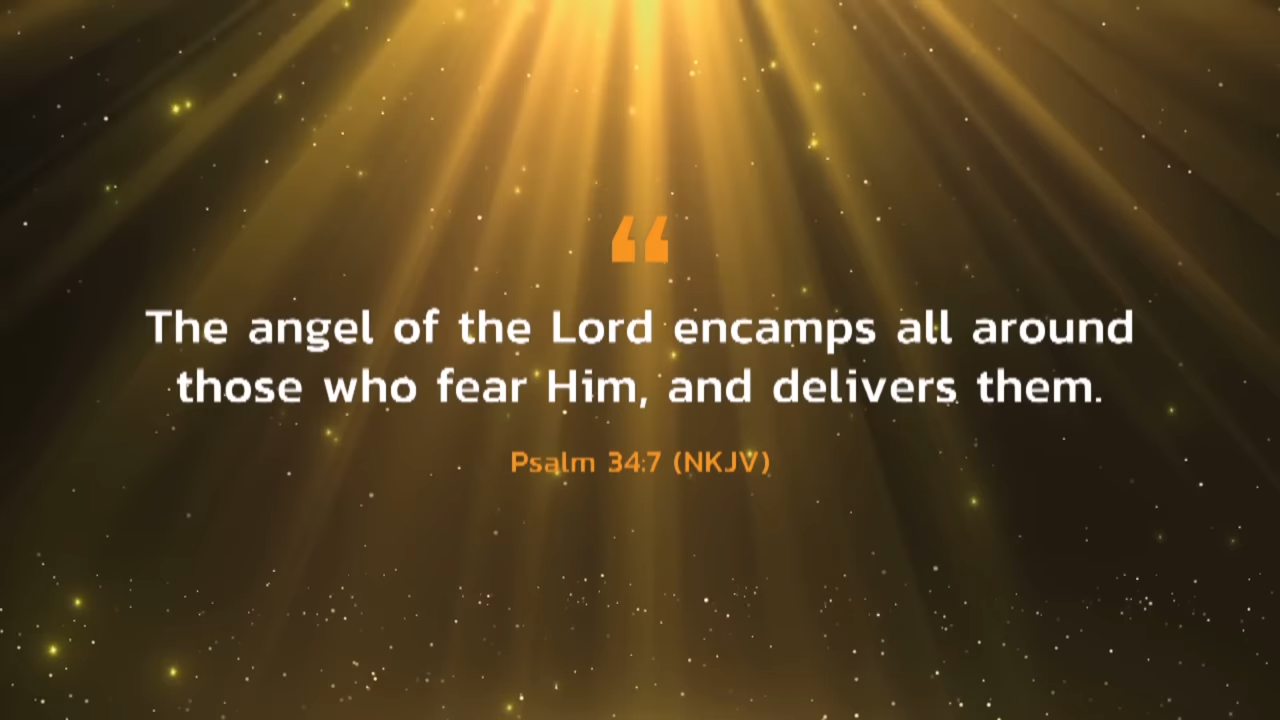 “
The angel of the Lord encamps all around
those who fear Him, and delivers them.
Psalm 34:7 (NKJV)